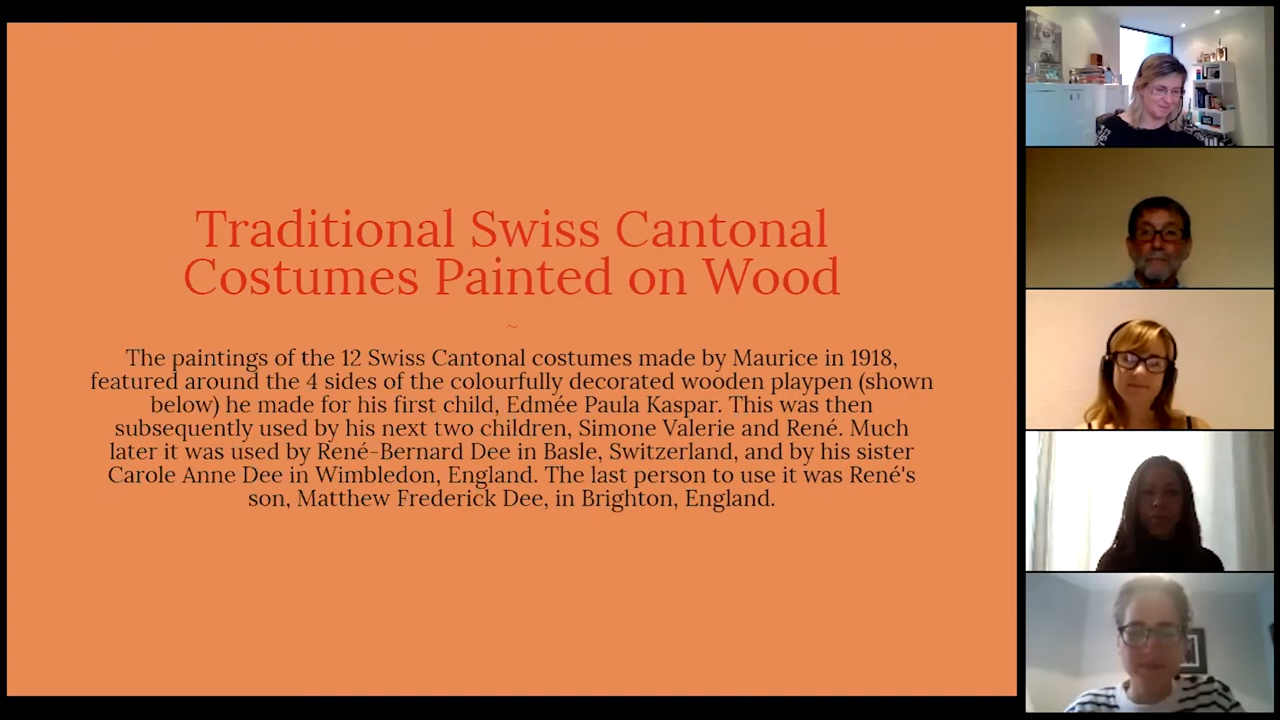 Traditional Swiss Cantonal
Costumes Painted on Wood
~
The paintings of the 12 Swiss Cantonal costumes made by Maurice in 1918,
featured around the 4 sides of the colourfully decorated wooden playpen (shown
below) he made for his first child, Edmée Paula Kaspar. This was then
subsequently used by his next two children, Simone Valerie and René. Much
later it was used by René-Bernard Dee in Basle, Switzerland, and by his sister
Carole Anne Dee in Wimbledon, England. The last person to use it was René's
son, Matthew Frederick Dee, in Brighton, England.